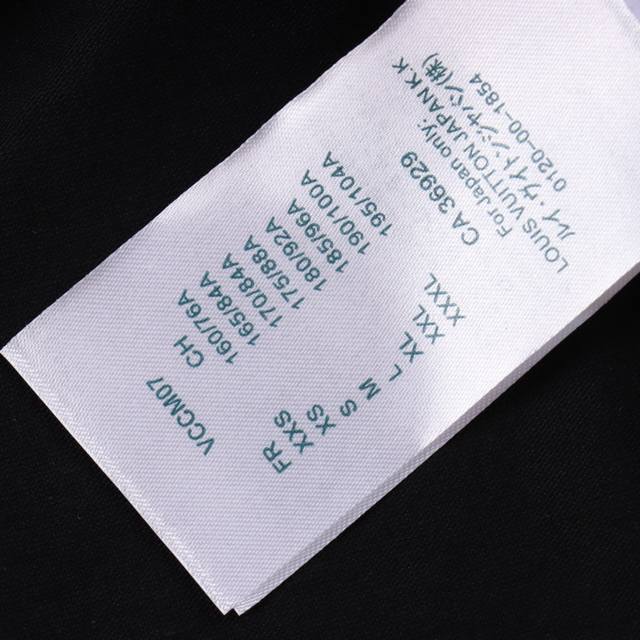 VCCM07
FR CH
XXS 160/76A
XS 165/84A
S 170/84A
M 175/88A
L 180/92A
XL 185/96A
XXL 190/100A
XXXL 195/104A
CA 36929
For Japan only:
LOUIS VUITTON JAPAN K.K
ルイ・ヴィトンジャパン(株)
0120-00-1854